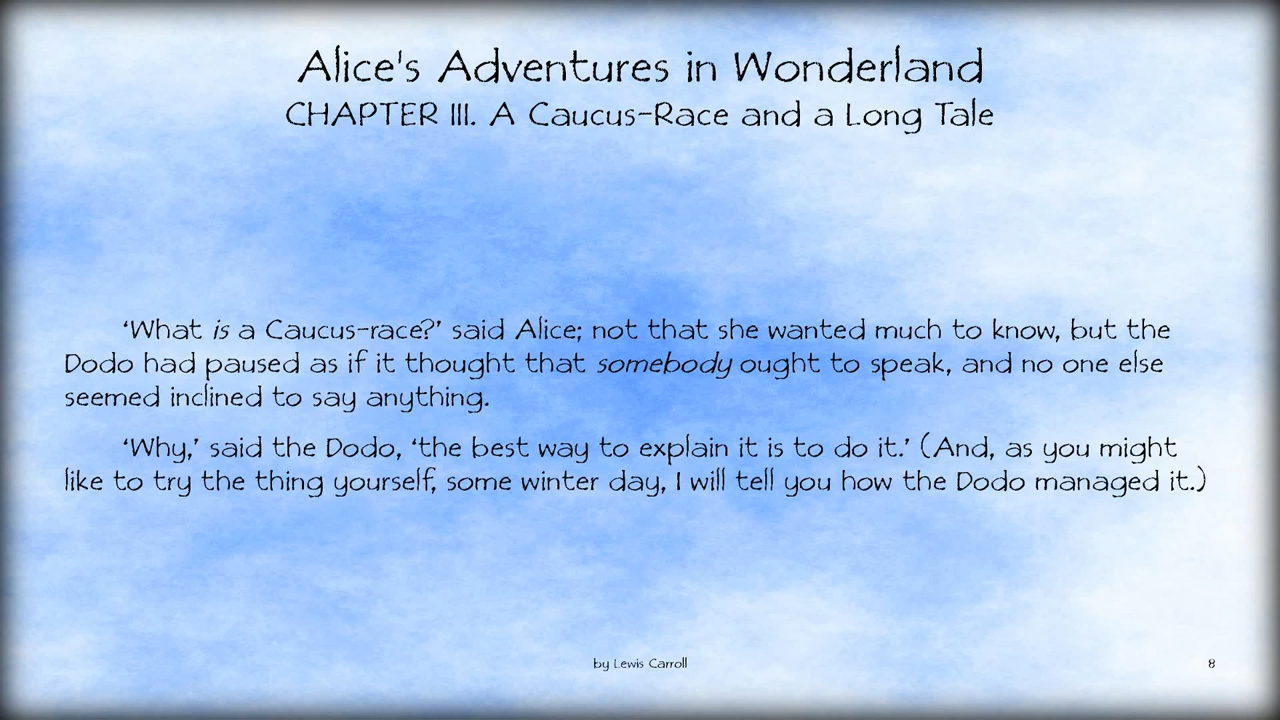 Alice's Adventures in Wonderland
CHAPTER III. A Caucus-Race and a Long Tale
‘What is a Caucus-race?’ said Alice; not that she wanted much to know, but the
Dodo had paused as if it thought that somebody ought to speak, and no one else
seemed inclined to say anything.
‘Why,’ said the Dodo, ‘the best way to explain it is to do it.’ (And, as you might
like to try the thing yourself, some winter day, I will tell you how the Dodo managed it.)
by Lewis Carroll
8